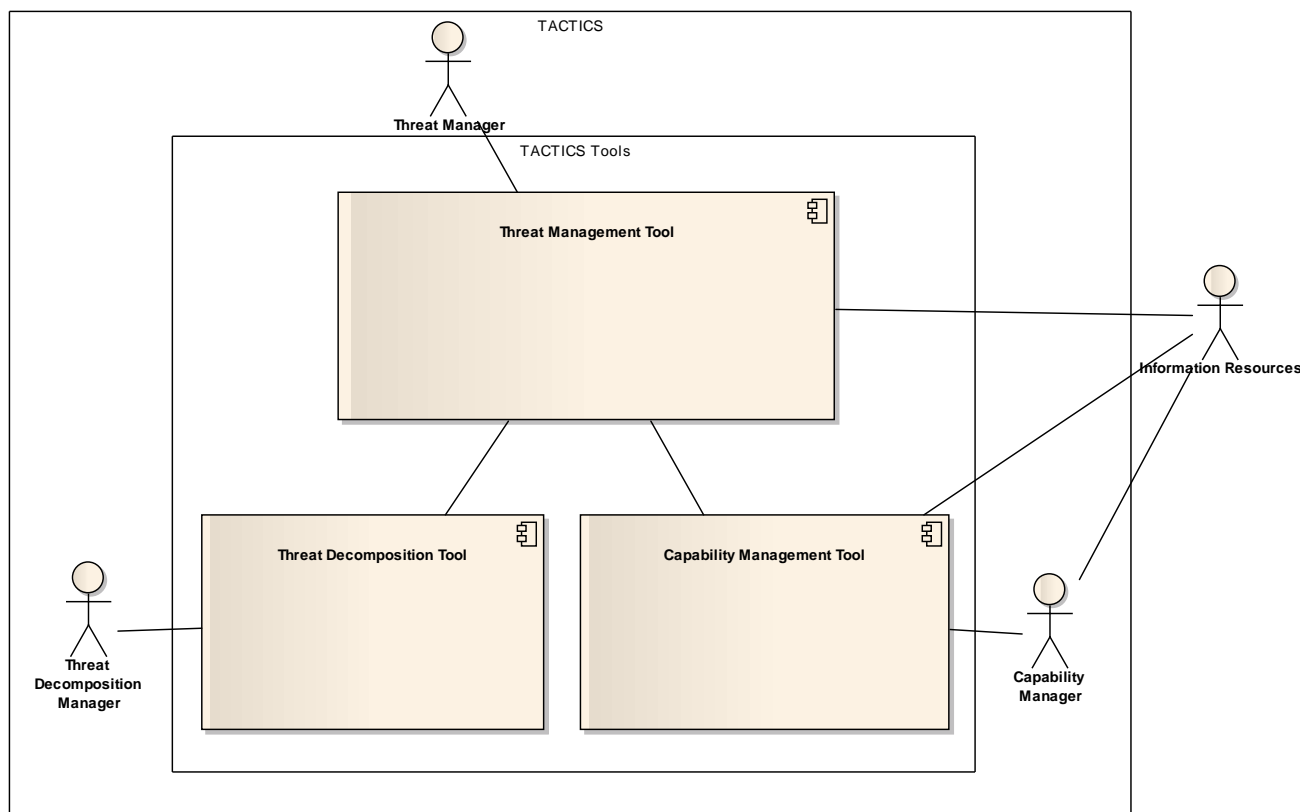 TACTICS
Threat Manager
TACTICS Tools
Threat Management Tool
Information Resources
Threat Decomposition Tool
Capability Management Tool
Threat
Decomposition
Manager
Capability
Manager